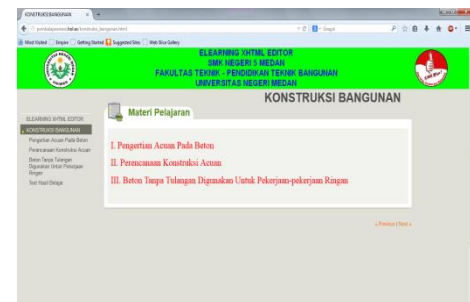 KONSTRUKSI BANGUNAN
Most Visited
Getting Started
Suggested Sites
Web Slice Gallery
ELEARNING XHTML EDITOR
SMK NEGERI 5 MEDAN
FAKULTAS TEKNIK - PENDIDIKAN TEKNIK BANGUNAN
UNIVERSITAS NEGERI MEDAN
KONSTRUKSI BANGUNAN
ELEARNING XHTML EDITOR
KONSTRUKSI BANGUNAN
Pengertian Acuan Pada Beton
Perencanaan Konstruksi Acuan
Beton Tanpa Tulangan
Digunakan Untuk Pekerjaan
Ringan
Test Hasil Belajar
Materi Pelajaran
I. Pengertian Acuan Pada Beton
II. Perencanaan Konstruksi Acuan
III. Beton Tanpa Tulangan Digunakan Untuk Pekerjaan-pekerjaan Ringan
« Previous | Next »